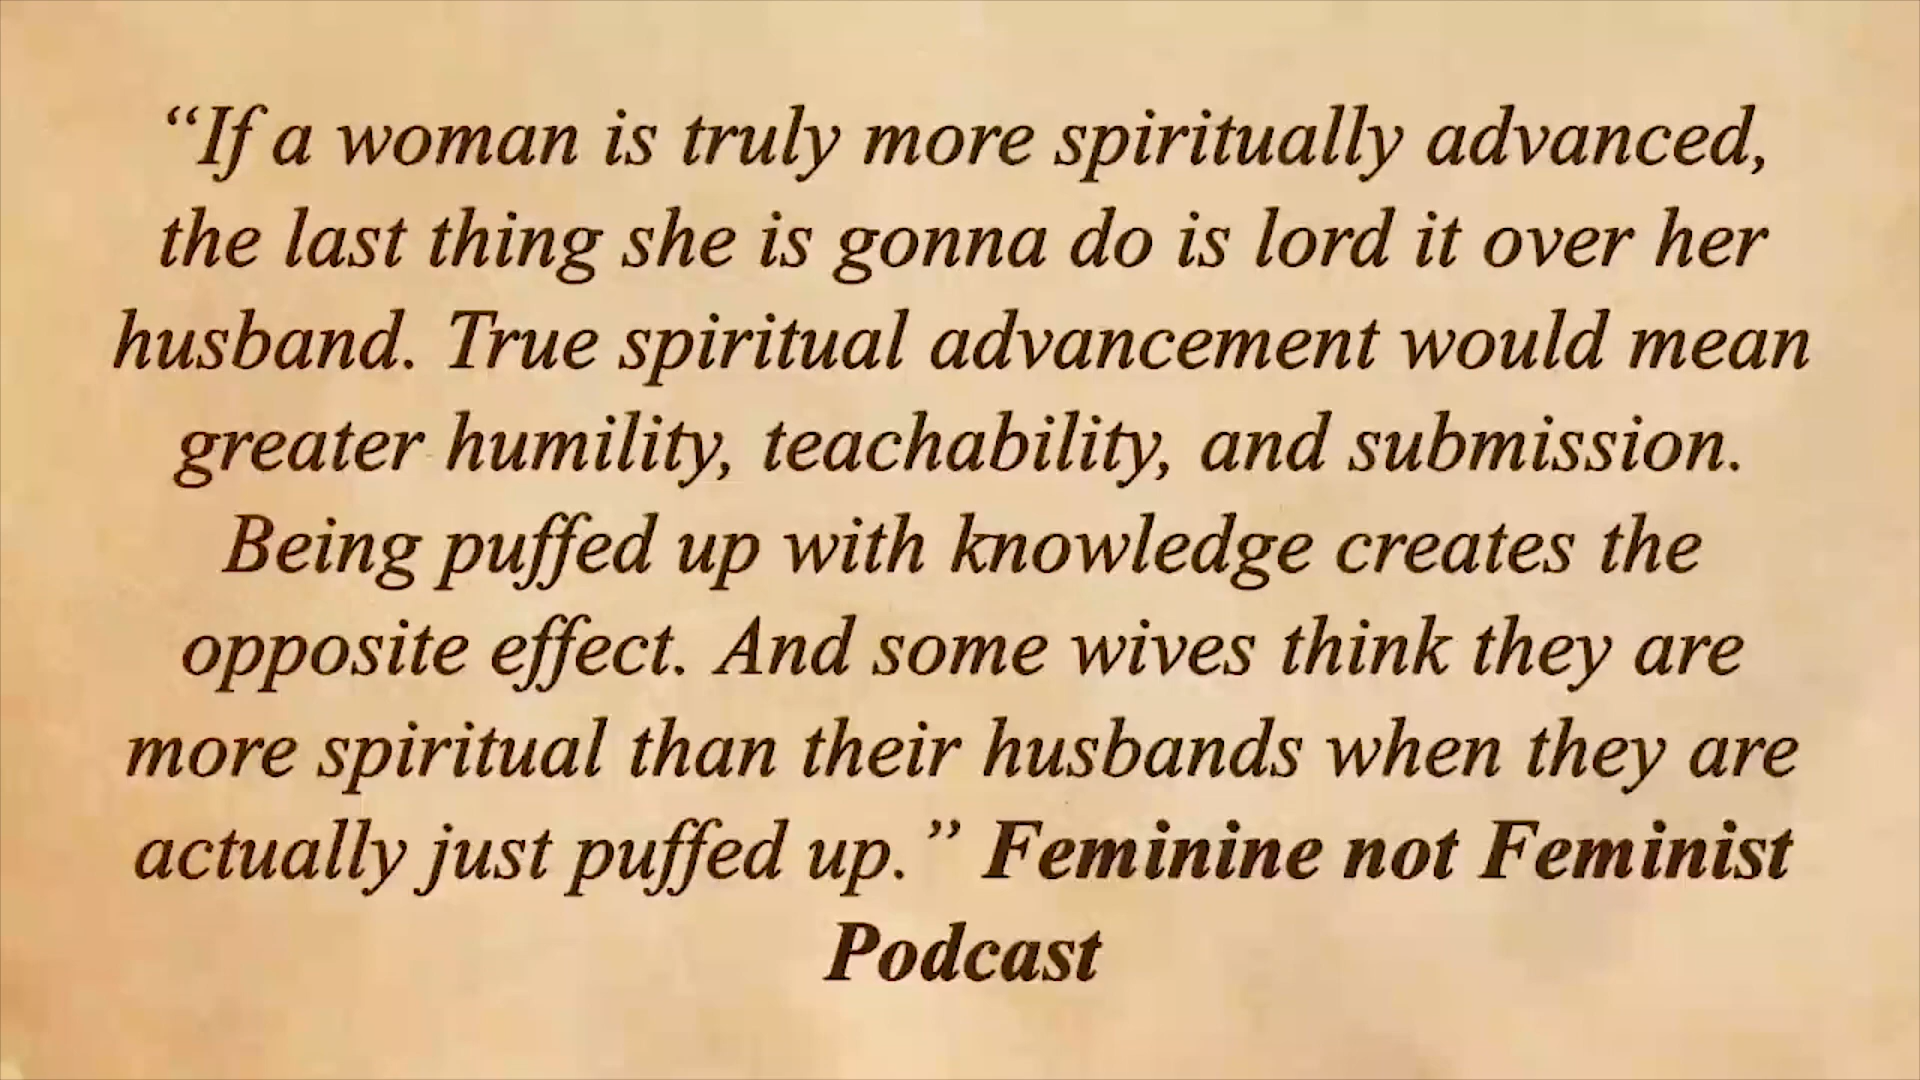 “If a woman is truly more spiritually advanced,
the last thing she is gonna do is lord it over her
husband. True spiritual advancement would mean
greater humility, teachability, and submission.
Being puffed up with knowledge creates the
opposite effect. And some wives think they are
more spiritual than their husbands when they are
actually just puffed up.” Feminine not Feminist
Podcast